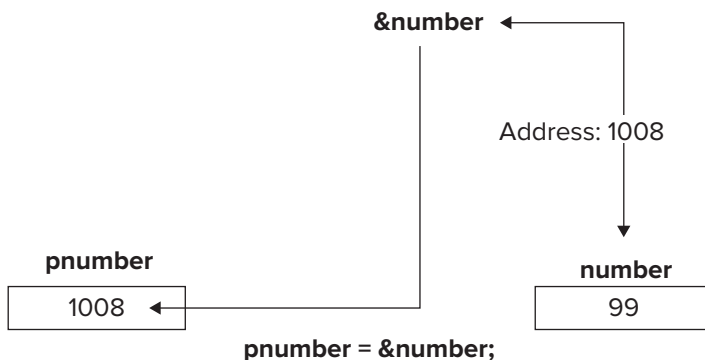 &number
Address: 1008
pnumber
number
1008
99
pnumber = &number;